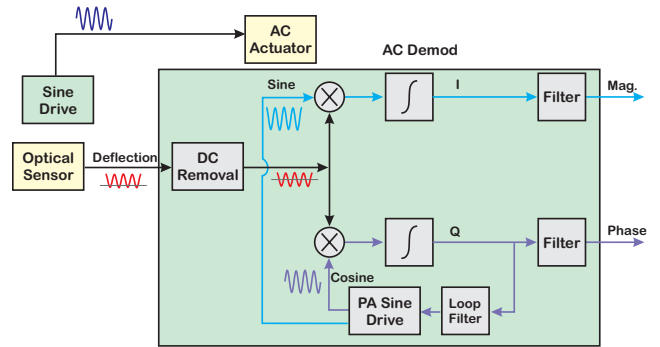 AC
Actuator
AC Demod
Sine
Drive
Sine
I
Filter
Mag.
Optical
Sensor
Deflection
DC
Removal
Q
Filter
Phase
Cosine
PA Sine
Drive
Loop
Filter